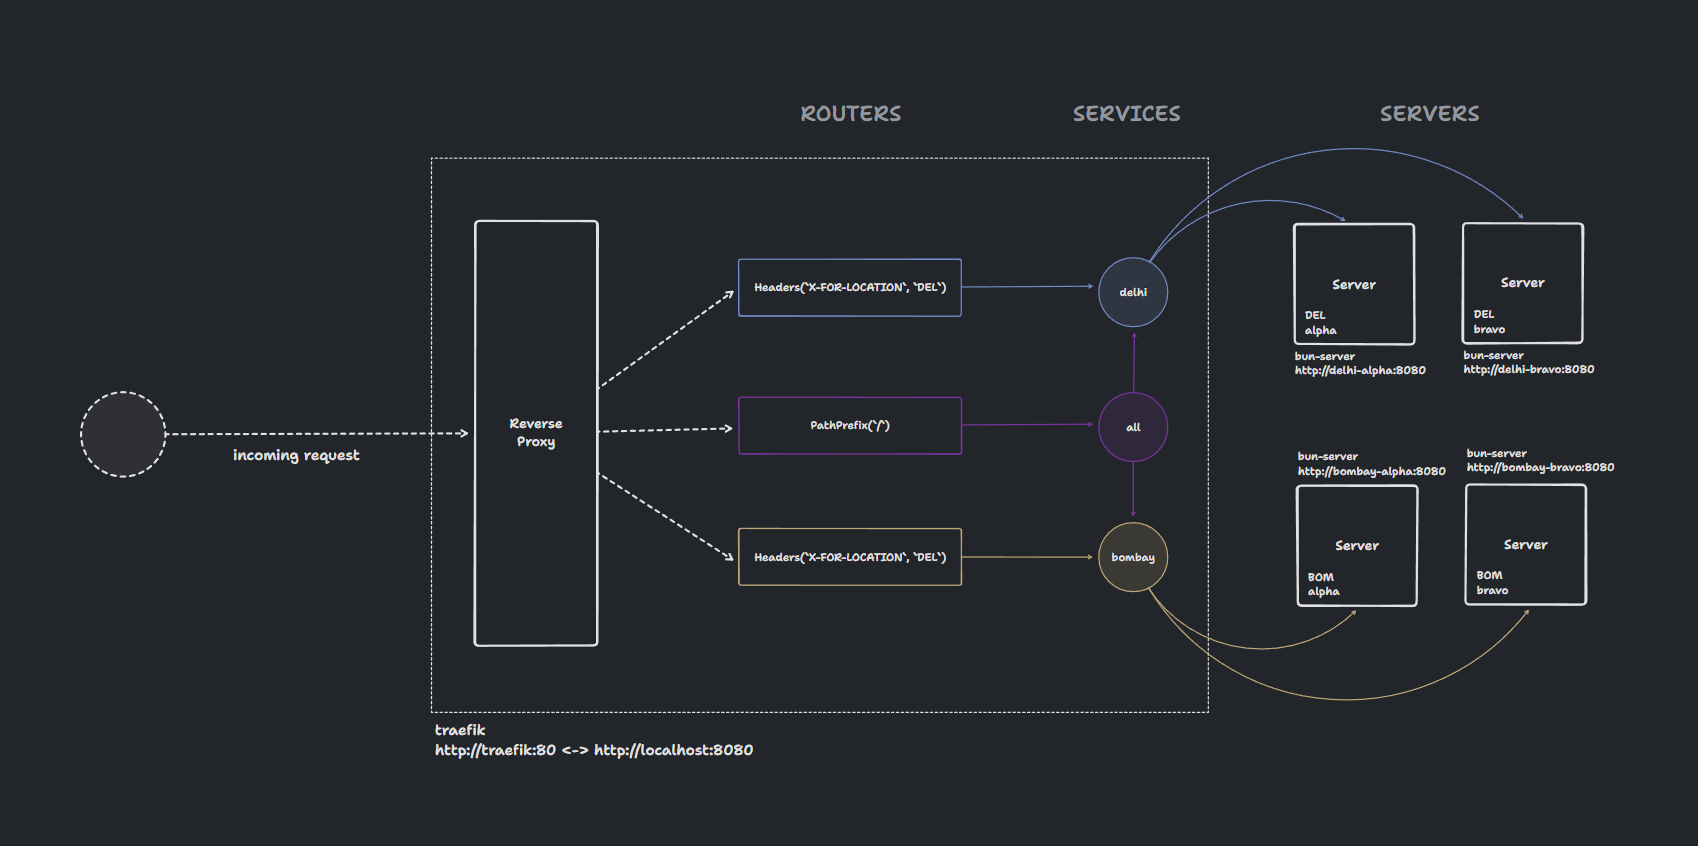 ROUTERS
SERVICES
SERVERS
incoming request
Reverse
Proxy
Headers(`X-FOR-LOCATION`, `DEL`)
PathPrefix(`/`)
Headers(`X-FOR-LOCATION`, `DEL`)
delhi
all
bombay
Server
DEL
alpha
bun-server
http://delhi-alpha:8080
Server
DEL
bravo
bun-server
http://delhi-bravo:8080
bun-server
http://bombay-alpha:8080
Server
BOM
alpha
bun-server
http://bombay-bravo:8080
Server
BOM
bravo
traefik
http://traefik:80 <-> http://localhost:8080